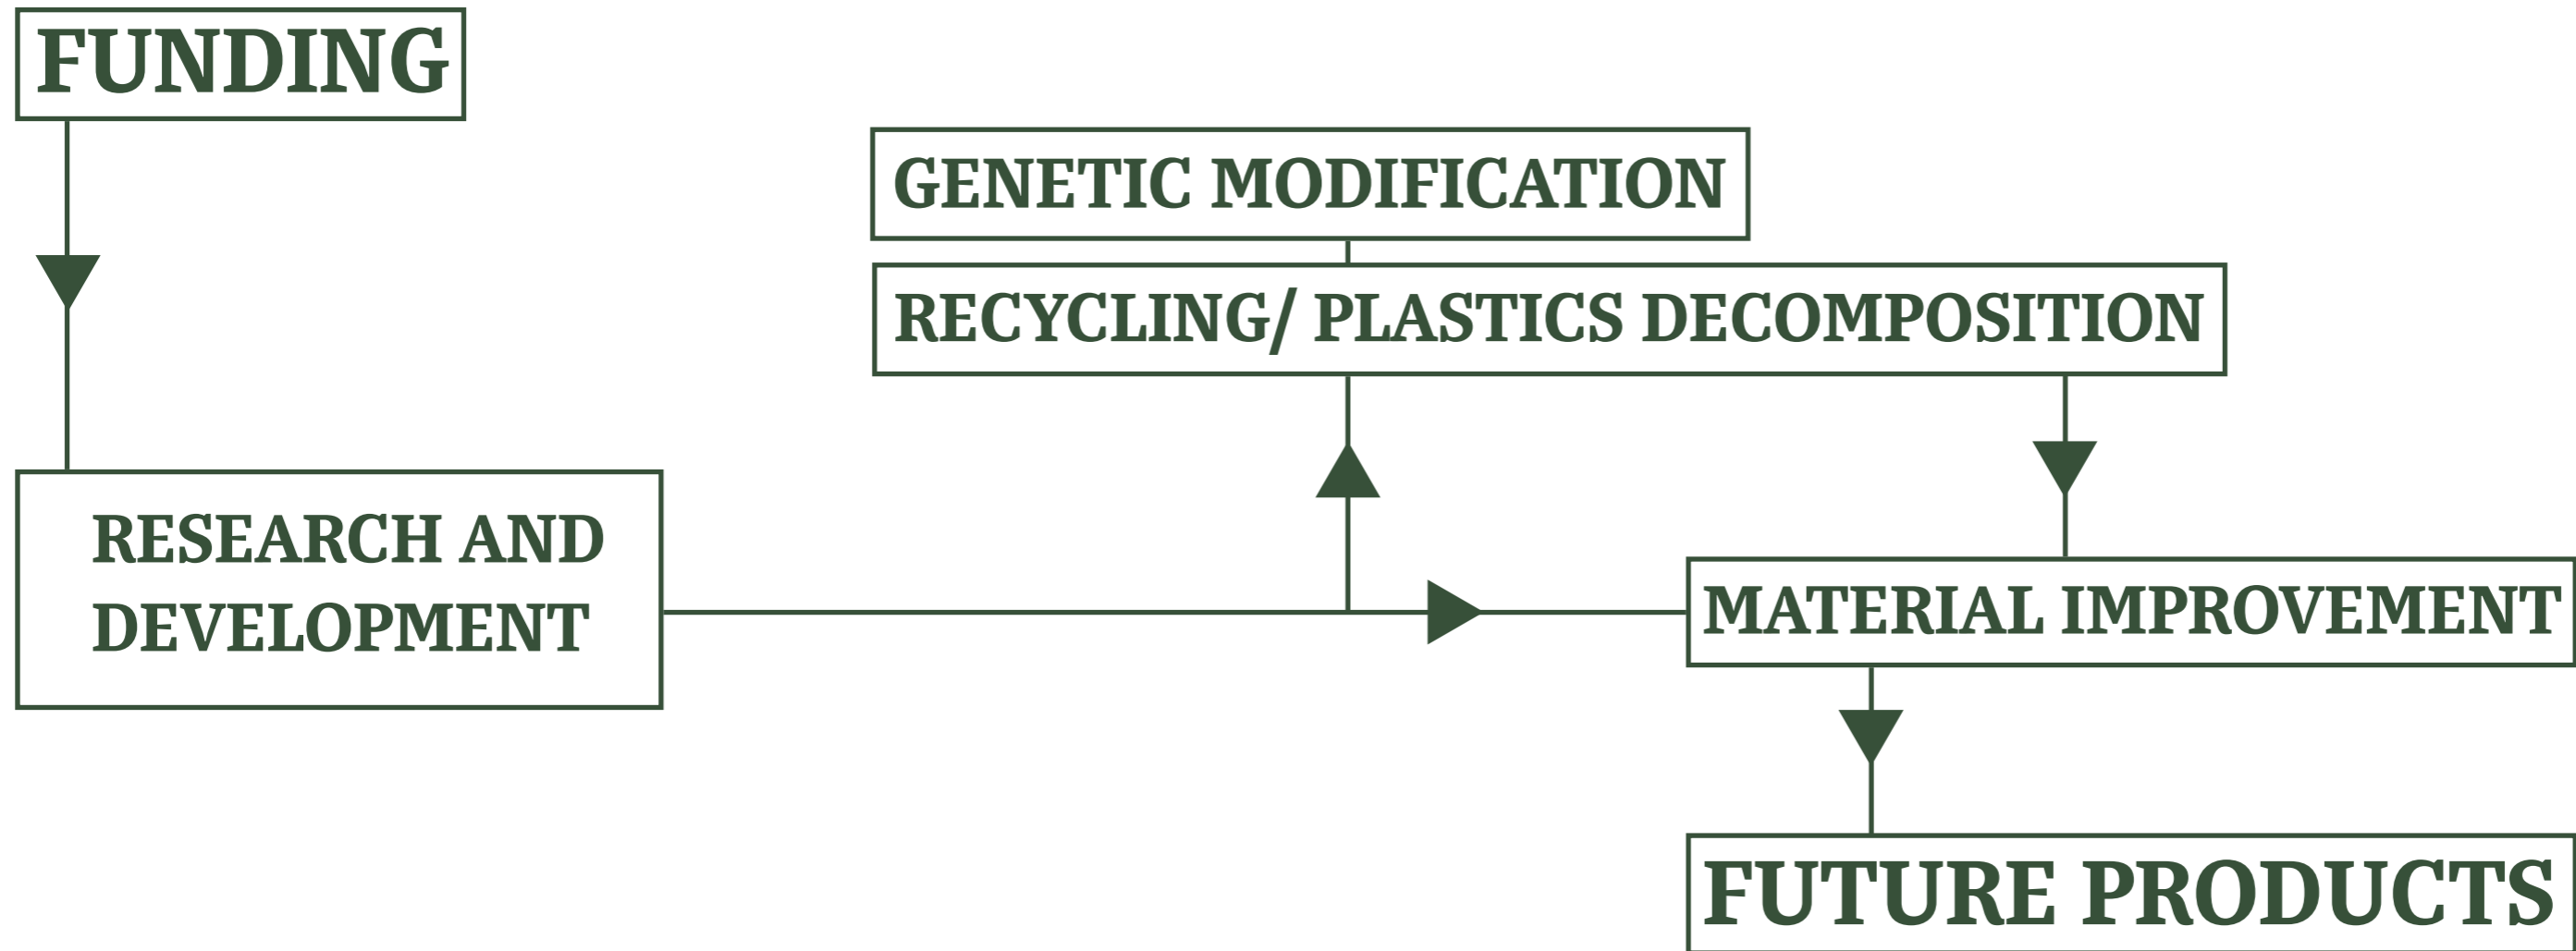 FUNDING
GENETIC MODIFICATION
RECYCLING/ PLASTICS DECOMPOSITION
RESEARCH AND
DEVELOPMENT
MATERIAL IMPROVEMENT
FUTURE PRODUCTS